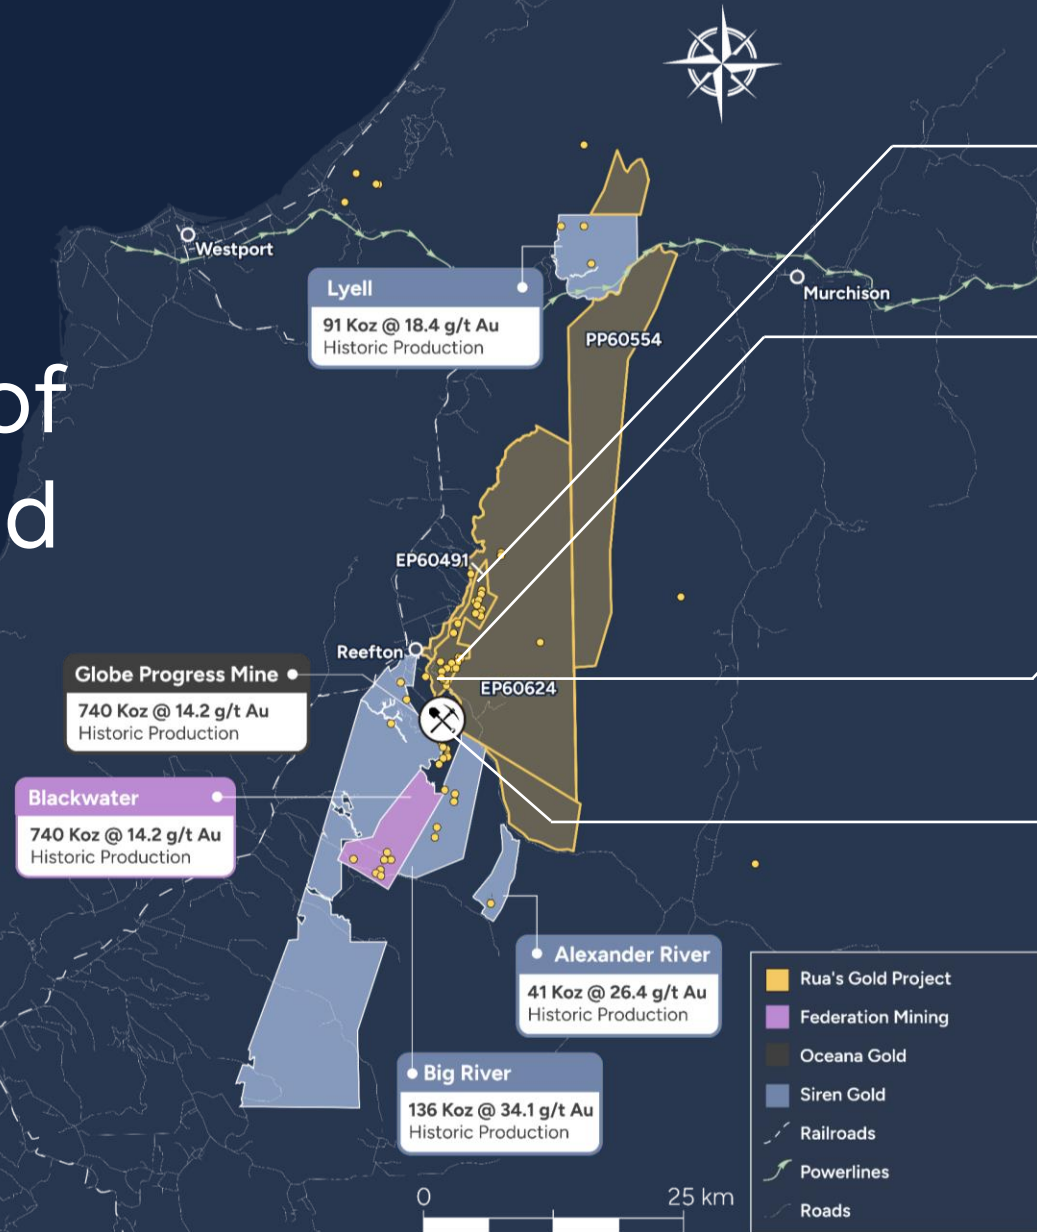 of
d
Westport
Murchison
Lyell
91 Koz @ 18.4 g/t Au
Historic Production
PP60554
EP60491
Reefton
EP60624
Globe Progress Mine
740 Koz @ 14.2 g/t Au
Historic Production
Blackwater
740 Koz @ 14.2 g/t Au
Historic Production
Alexander River
41 Koz @ 26.4 g/t Au
Historic Production
Big River
136 Koz @ 34.1 g/t Au
Historic Production
Rua's Gold Project
Federation Mining
Oceana Gold
Siren Gold
Railroads
Powerlines
Roads
0 25 km